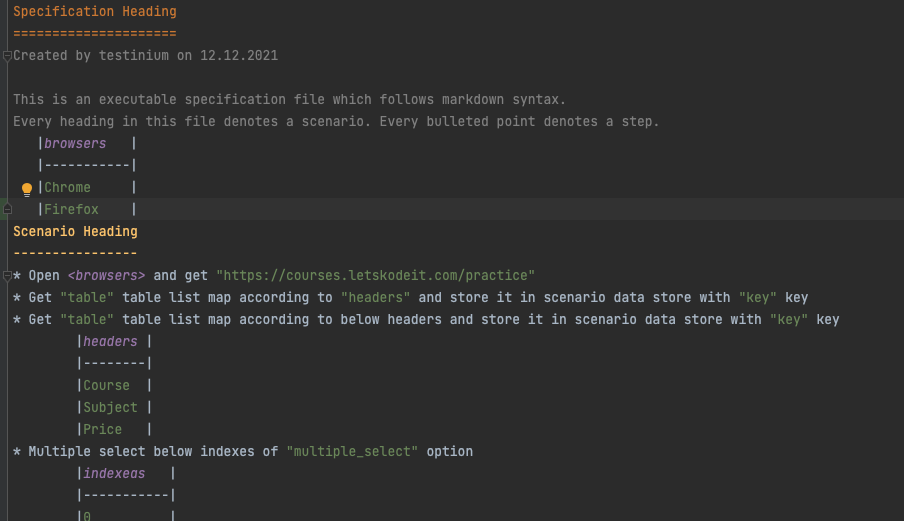 Specification Heading
=====================
Created by testinium on 12.12.2021
This is an executable specification file which follows markdown syntax.
Every heading in this file denotes a scenario. Every bulleted point denotes a step.
|browsers   |
|-----------|
|Chrome     |
|Firefox    |
Scenario Heading
----------------
* Open <browsers> and get "https://courses.letskodeit.com/practice"
* Get "table" table list map according to "headers" and store it in scenario data store with "key" key
* Get "table" table list map according to below headers and store it in scenario data store with "key" key
|headers |
|--------|
|Course  |
|Subject |
|Price   |
* Multiple select below indexes of "multiple_select" option
|indexeas   |
|-----------|
|0          |